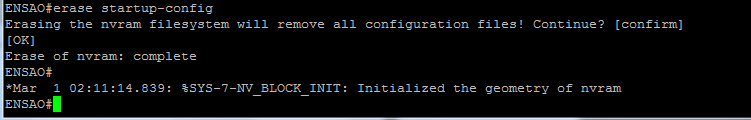 ENSAO#erase startup-config
Erasing the nvram filesystem will remove all configuration files! Continue? [confirm]
[OK]
Erase of nvram: complete
ENSAO#
*Mar  1 02:11:14.839: %SYS-7-NV_BLOCK_INIT: Initialized the geometry of nvram
ENSAO#